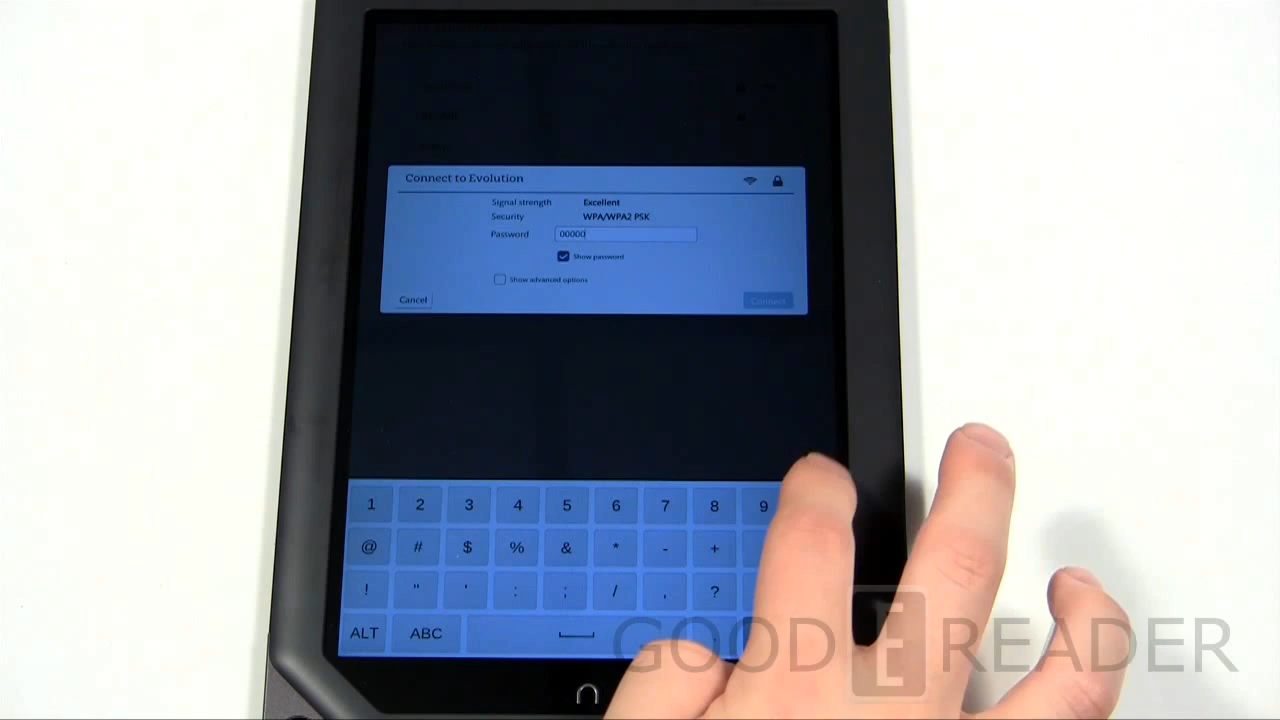 Connect to Evolution
Signal strength Excellent
Security WPA/WPA2 PSK
Password 00000
Show password
Show advanced options
Cancel Connect
1 2 3 4 5 6 7 8 9
@ # $ % & * - +
! " ' : ; / , ?
ALT ABC
GOOD E READER